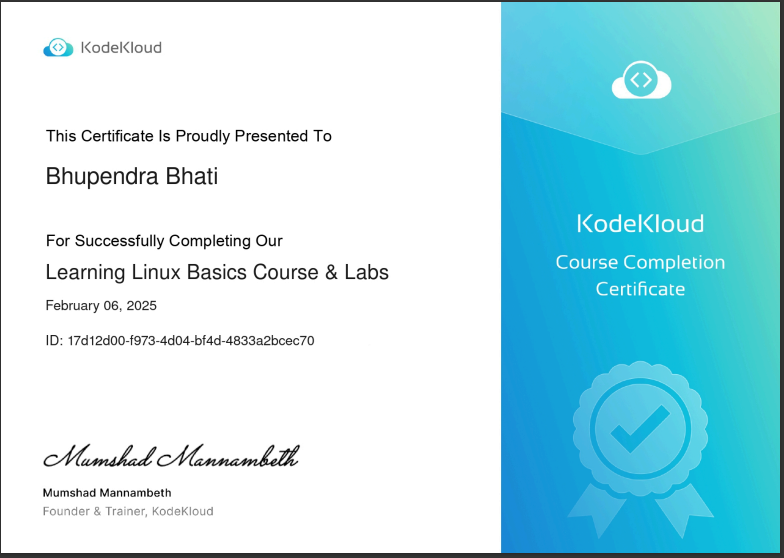 KodeKloud
This Certificate Is Proudly Presented To
Bhupendra Bhati
For Successfully Completing Our
Learning Linux Basics Course & Labs
February 06, 2025
ID: 17d12d00-f973-4d04-bf4d-4833a2bcec70
Mumshad Mannambeth
Mumshad Mannambeth
Founder & Trainer, KodeKloud
KodeKloud
Course Completion
Certificate